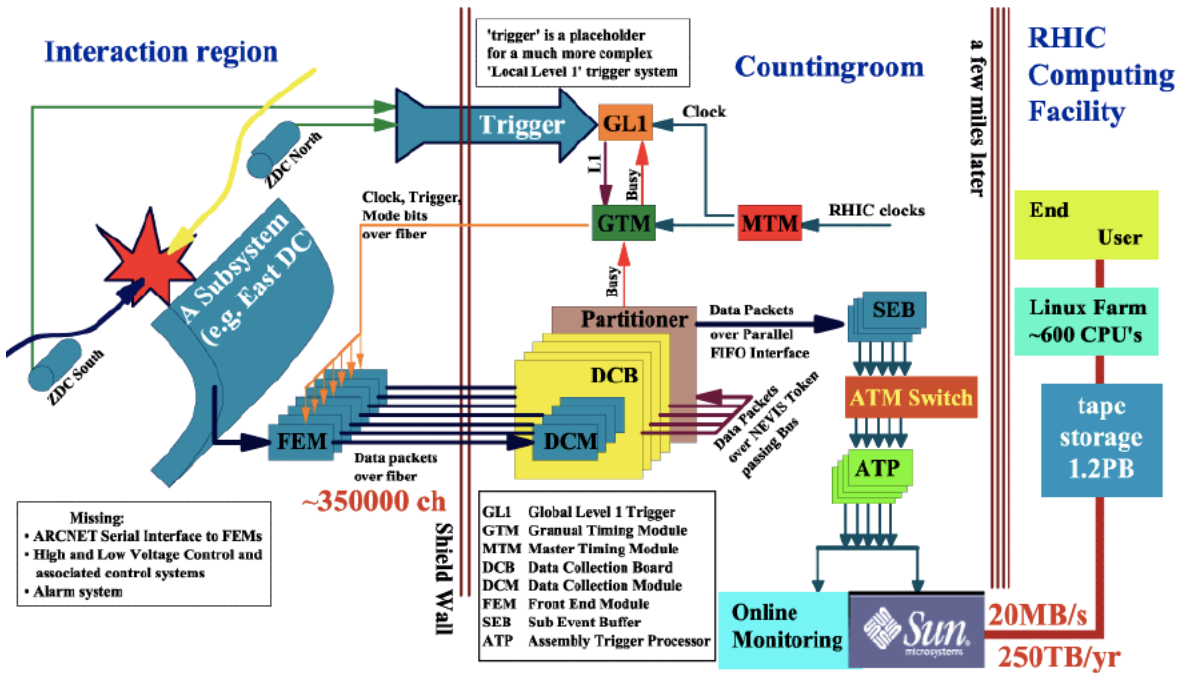 Interaction region
'trigger' is a placeholder
for a much more complex
'Local Level 1' trigger system
Countingroom
a few miles later
RHIC
Computing
Facility
ZDC North
Trigger
GL1
Clock
L1
Busy
Clock, Trigger,
Mode bits
over fiber
GTM
MTM
RHIC clocks
End
User
A Subsystem
(e.g. East DC)
Busy
Partitioner
Data Packets
over Parallel
FIFO Interface
SEB
Linux Farm
~600 CPU's
ZDC South
DCB
ATM Switch
FEM
DCM
Data Packets
over NEVIS Token
passing Bus
tape
storage
1.2PB
Data packets
over fiber
ATP
~350000 ch
Missing:
• ARCNET Serial Interface to FEMs
• High and Low Voltage Control and
associated control systems
• Alarm system
Shield Wall
GL1 Global Level 1 Trigger
GTM Granual Timing Module
MTM Master Timing Module
DCB Data Collection Board
DCM Data Collection Module
FEM Front End Module
SEB Sub Event Buffer
ATP Assembly Trigger Processor
Online
Monitoring
Sun
microsystems
20MB/s
250TB/yr